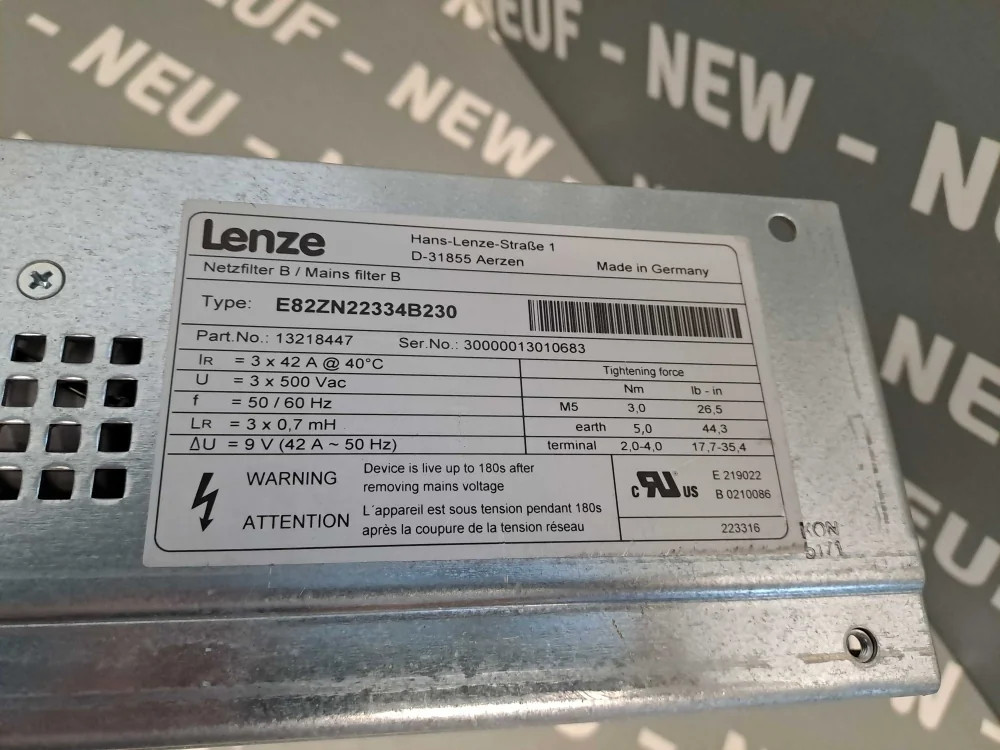 NEUF - NEW -
- NEU - NEW -
Lenze
Hans-Lenze-Straße 1
D-31855 Aerzen
Made in Germany
Netzfilter B / Mains filter B
Type: E82ZN22334B230
Part.No.: 13218447 Ser.No.: 30000013010683
IR = 3 x 42 A @ 40°C
U = 3 x 500 Vac
f = 50 / 60 Hz
LR = 3 x 0,7 mH
ΔU = 9 V (42 A ~ 50 Hz)
Tightening force
Nm lb - in
M5 3,0 26,5
earth 5,0 44,3
terminal 2,0-4,0 17,7-35,4
WARNING
Device is live up to 180s after
removing mains voltage
ATTENTION
L´appareil est sous tension pendant 180s
après la coupure de la tension réseau
c RU ® US
E 219022
B 0210086
223316
KON
5171